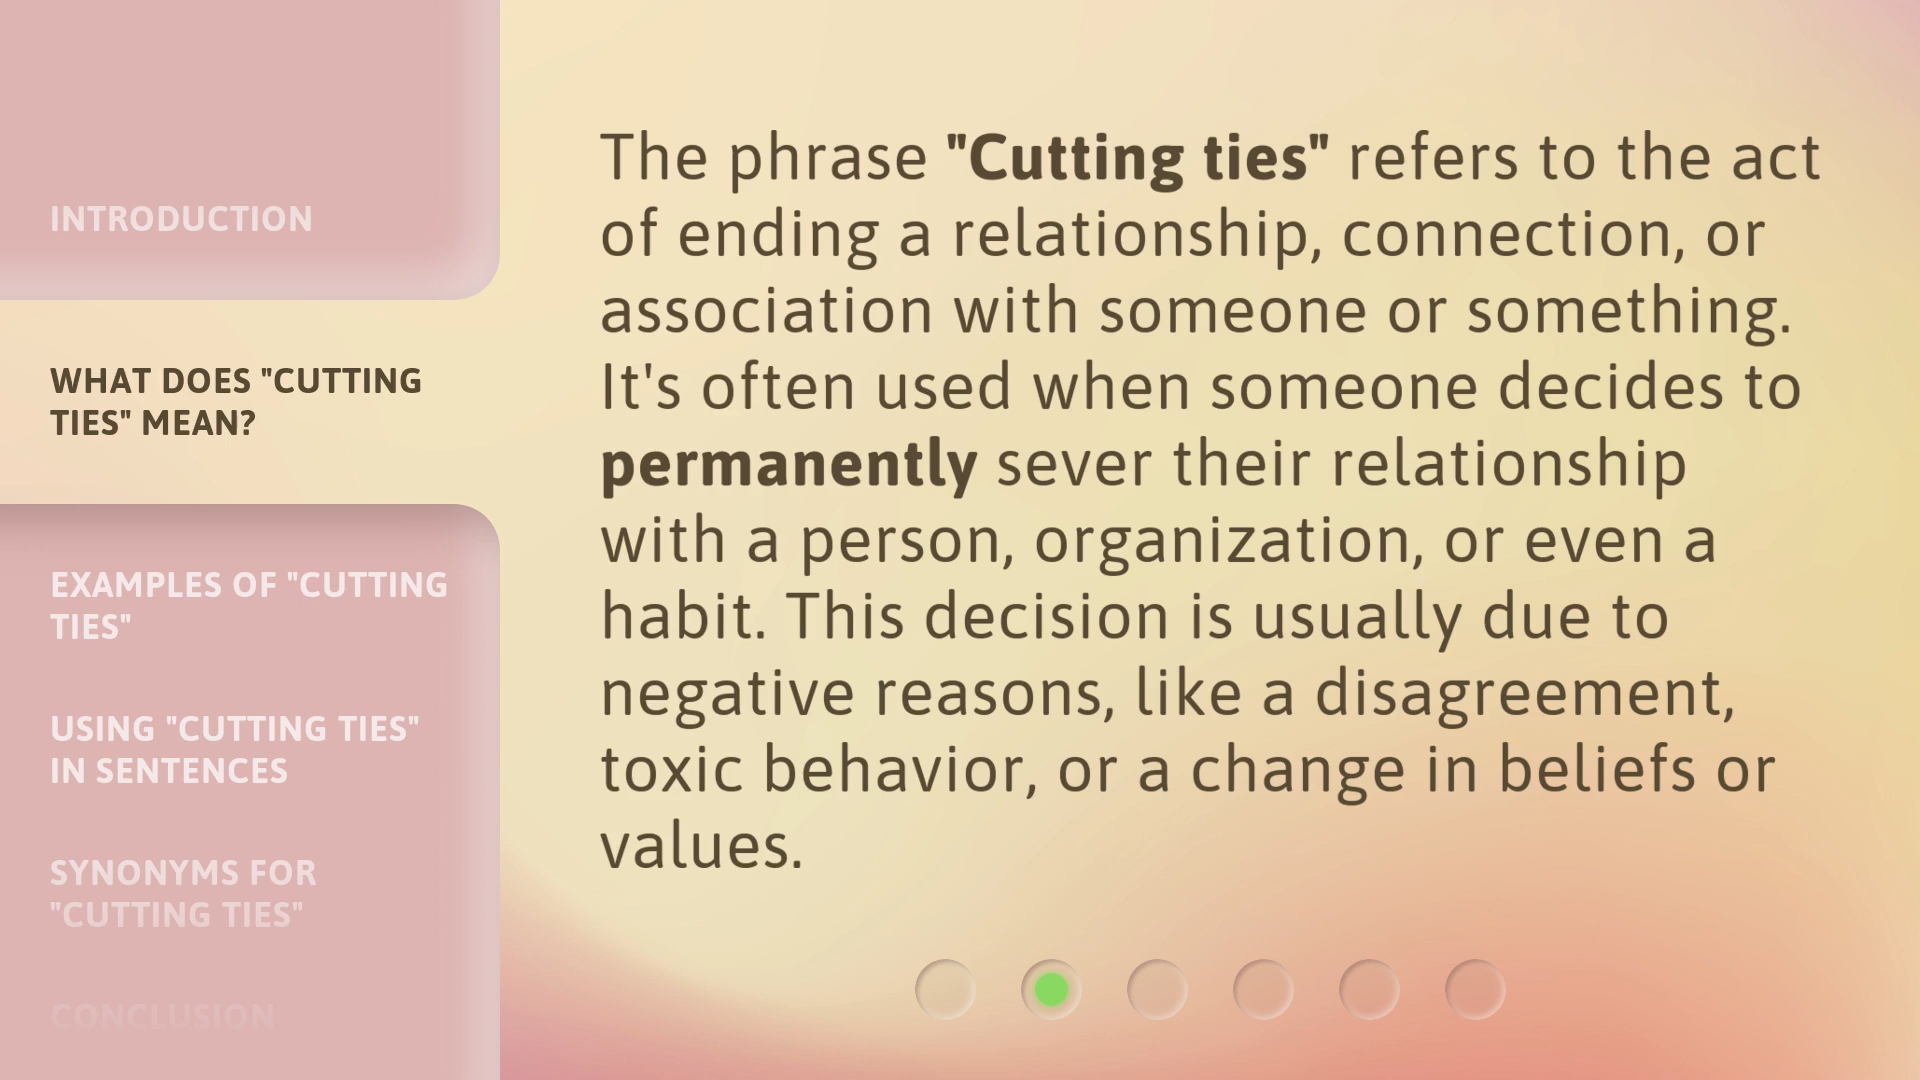 INTRODUCTION
WHAT DOES "CUTTING
TIES" MEAN?
EXAMPLES OF "CUTTING
TIES"
USING "CUTTING TIES"
IN SENTENCES
SYNONYMS FOR
"CUTTING TIES"
CONCLUSION
The phrase "Cutting ties" refers to the act
of ending a relationship, connection, or
association with someone or something.
It's often used when someone decides to
permanently sever their relationship
with a person, organization, or even a
habit. This decision is usually due to
negative reasons, like a disagreement,
toxic behavior, or a change in beliefs or
values.